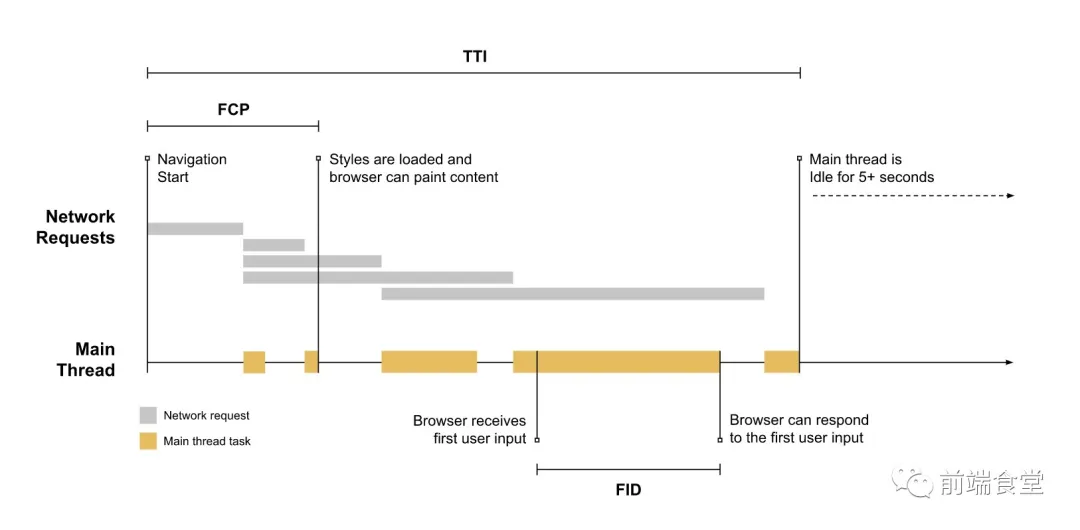 TTI
FCP
Navigation
Start
Styles are loaded and
browser can paint content
Main thread is
Idle for 5+ seconds
Network
Requests
Main
Thread
Network request
Main thread task
Browser receives
first user input
Browser can respond
to the first user input
FID
前端食堂